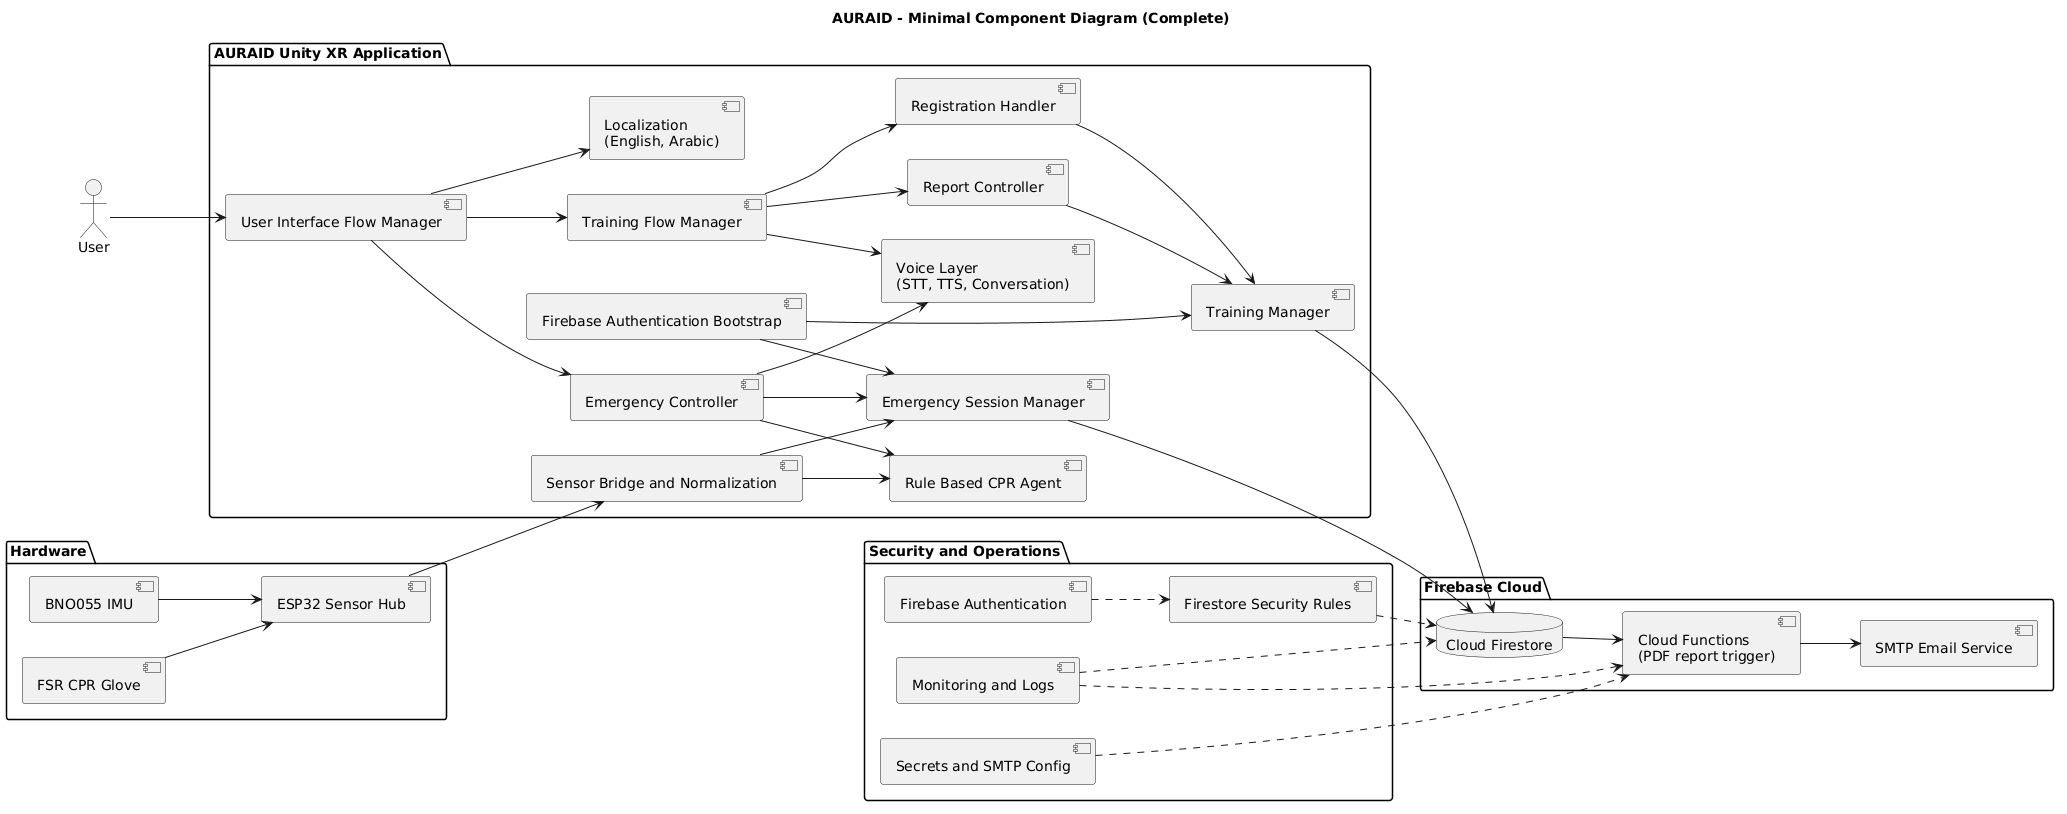 AURAID - Minimal Component Diagram (Complete)
AURAID Unity XR Application
Registration Handler
Localization
(English, Arabic)
Report Controller
User
User Interface Flow Manager
Training Flow Manager
Voice Layer
(STT, TTS, Conversation)
Firebase Authentication Bootstrap
Training Manager
Emergency Controller
Emergency Session Manager
Sensor Bridge and Normalization
Rule Based CPR Agent
Hardware
BNO055 IMU
ESP32 Sensor Hub
FSR CPR Glove
Security and Operations
Firebase Authentication
Firestore Security Rules
Monitoring and Logs
Secrets and SMTP Config
Firebase Cloud
Cloud Firestore
Cloud Functions
(PDF report trigger)
SMTP Email Service